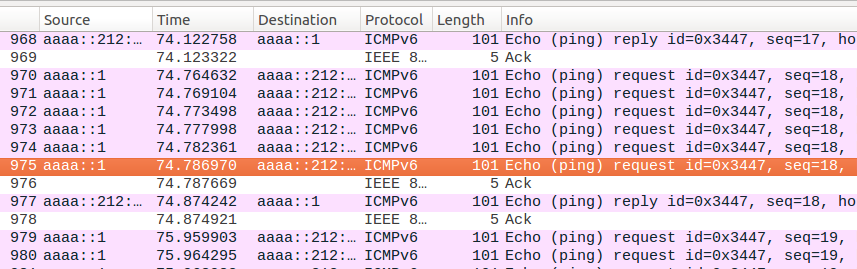 Source Time Destination Protocol Length Info
968 aaaa::212:… 74.122758 aaaa::1 ICMPv6 101 Echo (ping) reply id=0x3447, seq=17, ho
969 74.123322 IEEE 8… 5 Ack
970 aaaa::1 74.764632 aaaa::212:… ICMPv6 101 Echo (ping) request id=0x3447, seq=18,
971 aaaa::1 74.769104 aaaa::212:… ICMPv6 101 Echo (ping) request id=0x3447, seq=18,
972 aaaa::1 74.773498 aaaa::212:… ICMPv6 101 Echo (ping) request id=0x3447, seq=18,
973 aaaa::1 74.777998 aaaa::212:… ICMPv6 101 Echo (ping) request id=0x3447, seq=18,
974 aaaa::1 74.782361 aaaa::212:… ICMPv6 101 Echo (ping) request id=0x3447, seq=18,
975 aaaa::1 74.786970 aaaa::212:… ICMPv6 101 Echo (ping) request id=0x3447, seq=18,
976 74.787669 IEEE 8… 5 Ack
977 aaaa::212:… 74.874242 aaaa::1 ICMPv6 101 Echo (ping) reply id=0x3447, seq=18, ho
978 74.874921 IEEE 8… 5 Ack
979 aaaa::1 75.959903 aaaa::212:… ICMPv6 101 Echo (ping) request id=0x3447, seq=19,
980 aaaa::1 75.964295 aaaa::212:… ICMPv6 101 Echo (ping) request id=0x3447, seq=19,